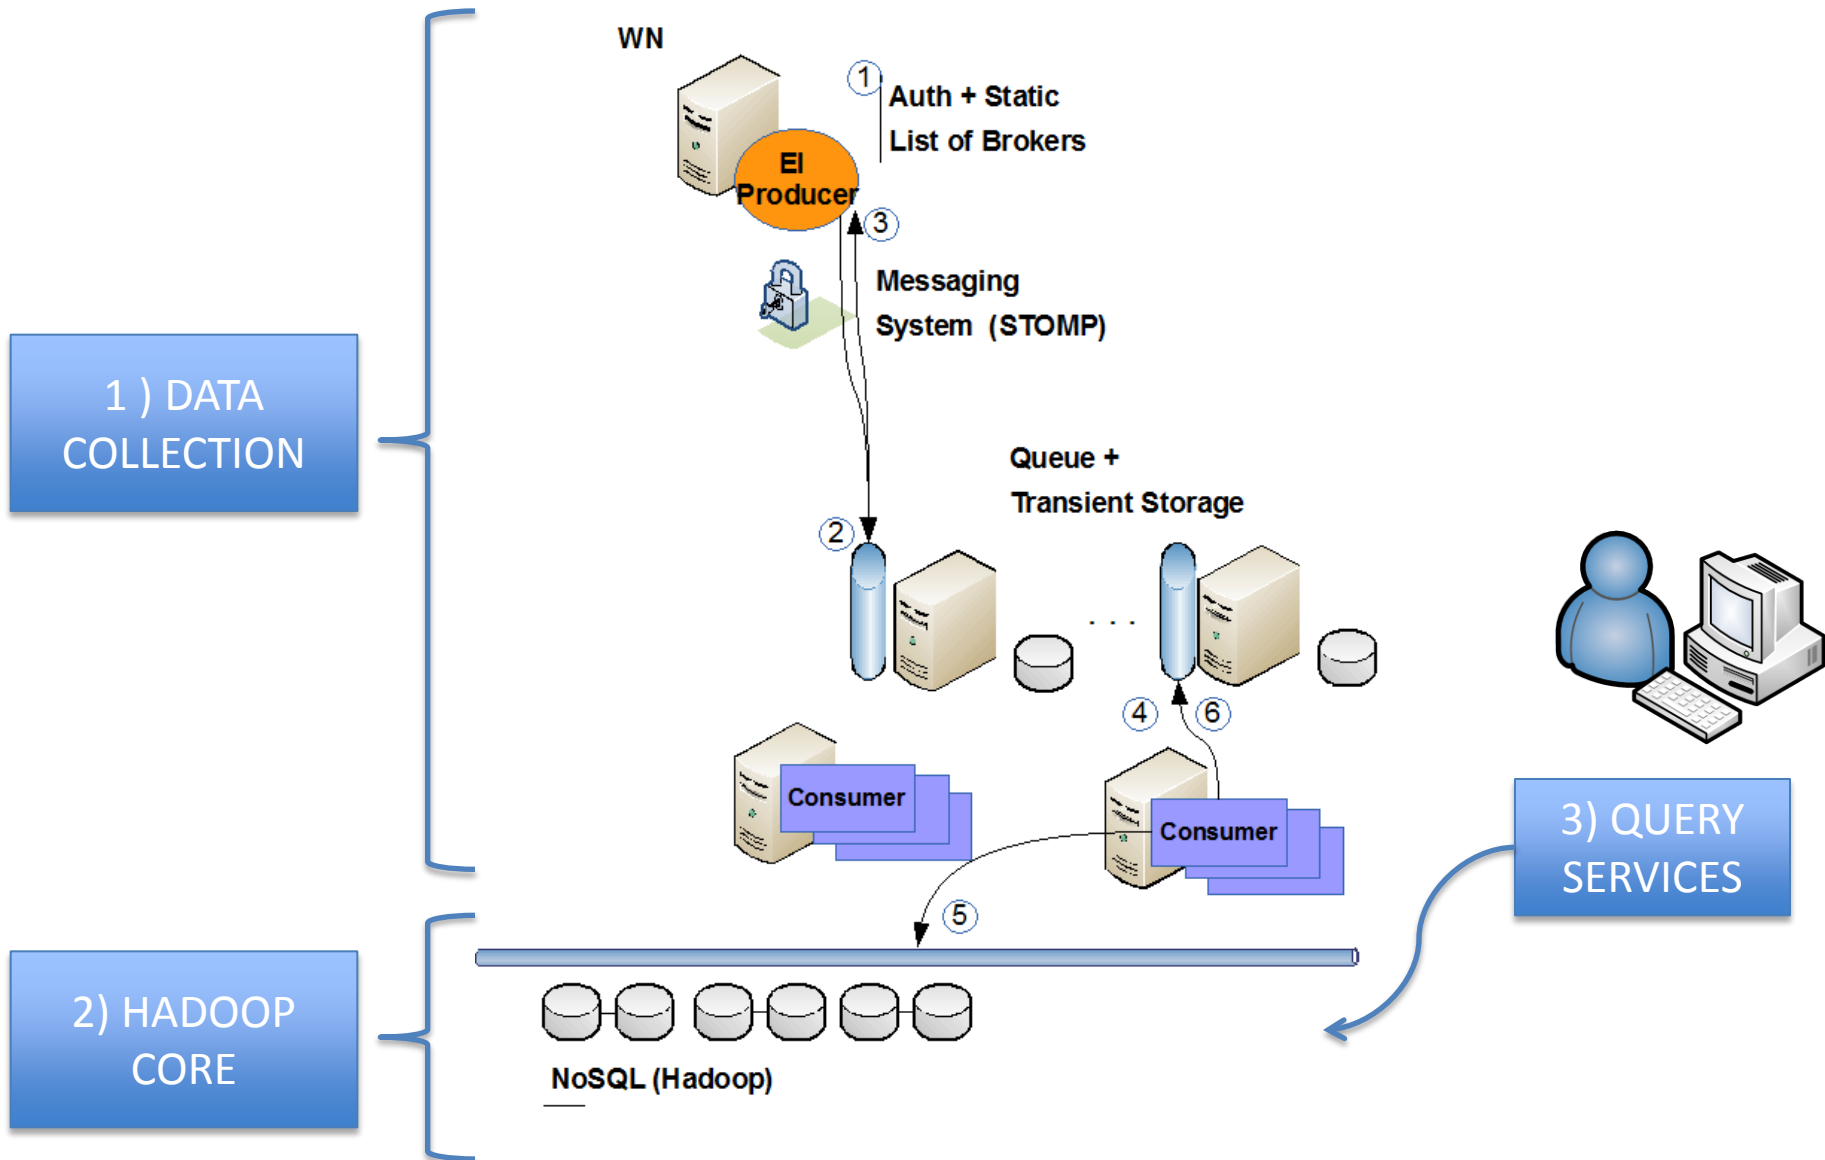 WN
1
Auth + Static
List of Brokers
EI
Producer
3
Messaging
System (STOMP)
1 ) DATA
COLLECTION
Queue +
Transient Storage
2
. . .
4
6
Consumer
Consumer
3) QUERY
SERVICES
5
2) HADOOP
CORE
NoSQL (Hadoop)